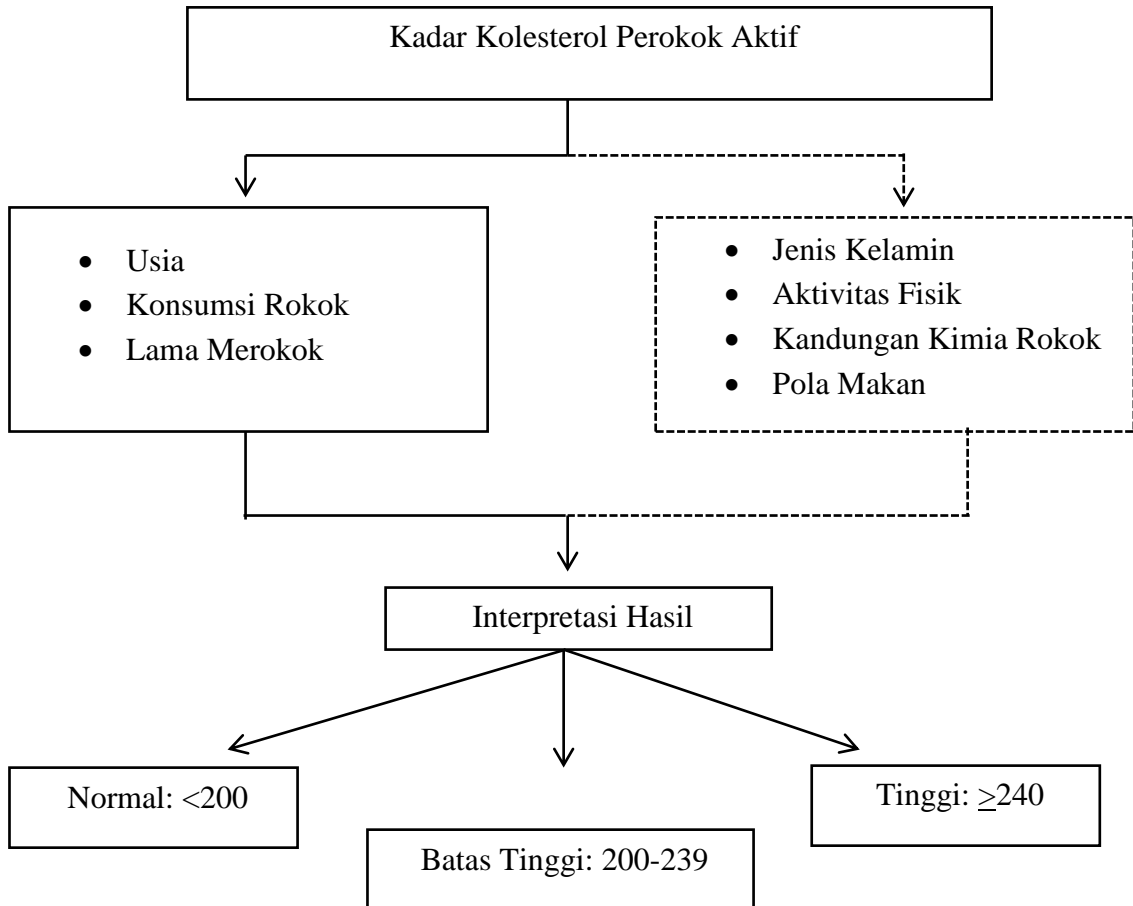 Kadar Kolesterol Perokok Aktif
• Usia
• Konsumsi Rokok
• Lama Merokok
• Jenis Kelamin
• Aktivitas Fisik
• Kandungan Kimia Rokok
• Pola Makan
Interpretasi Hasil
Normal: <200
Batas Tinggi: 200-239
Tinggi: ≥240